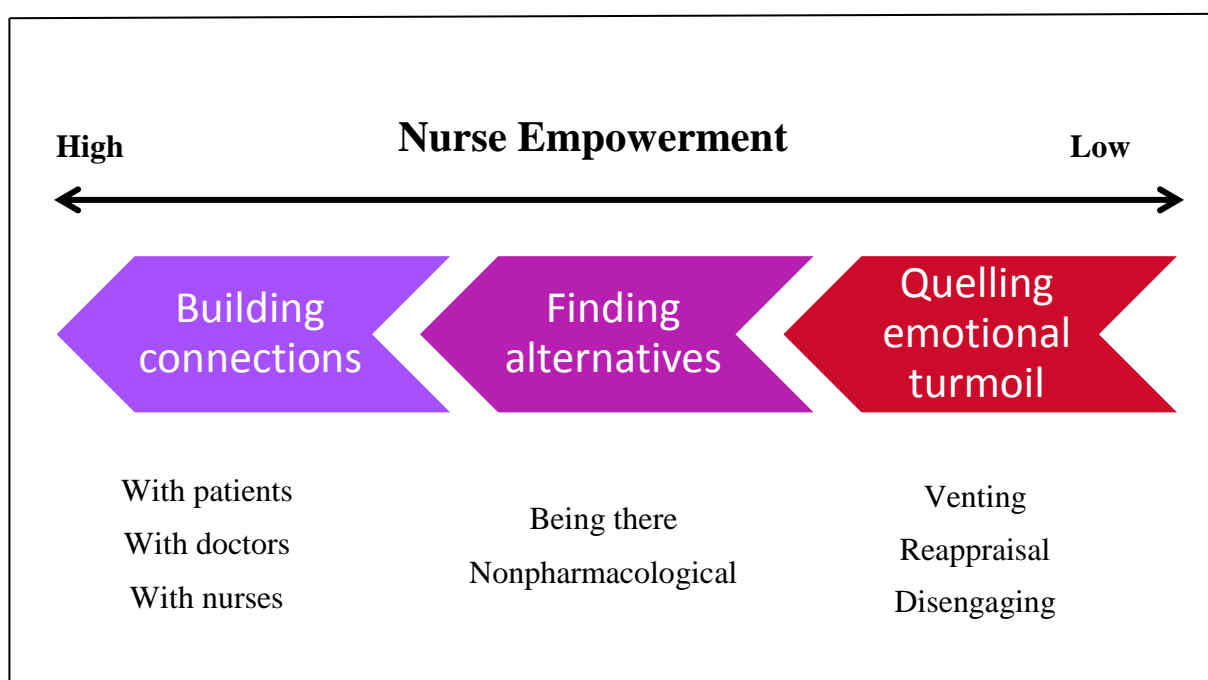 Nurse Empowerment
High
Low
Building
connections
Finding
alternatives
Quelling
emotional
turmoil
With patients
With doctors
With nurses
Being there
Nonpharmacological
Venting
Reappraisal
Disengaging